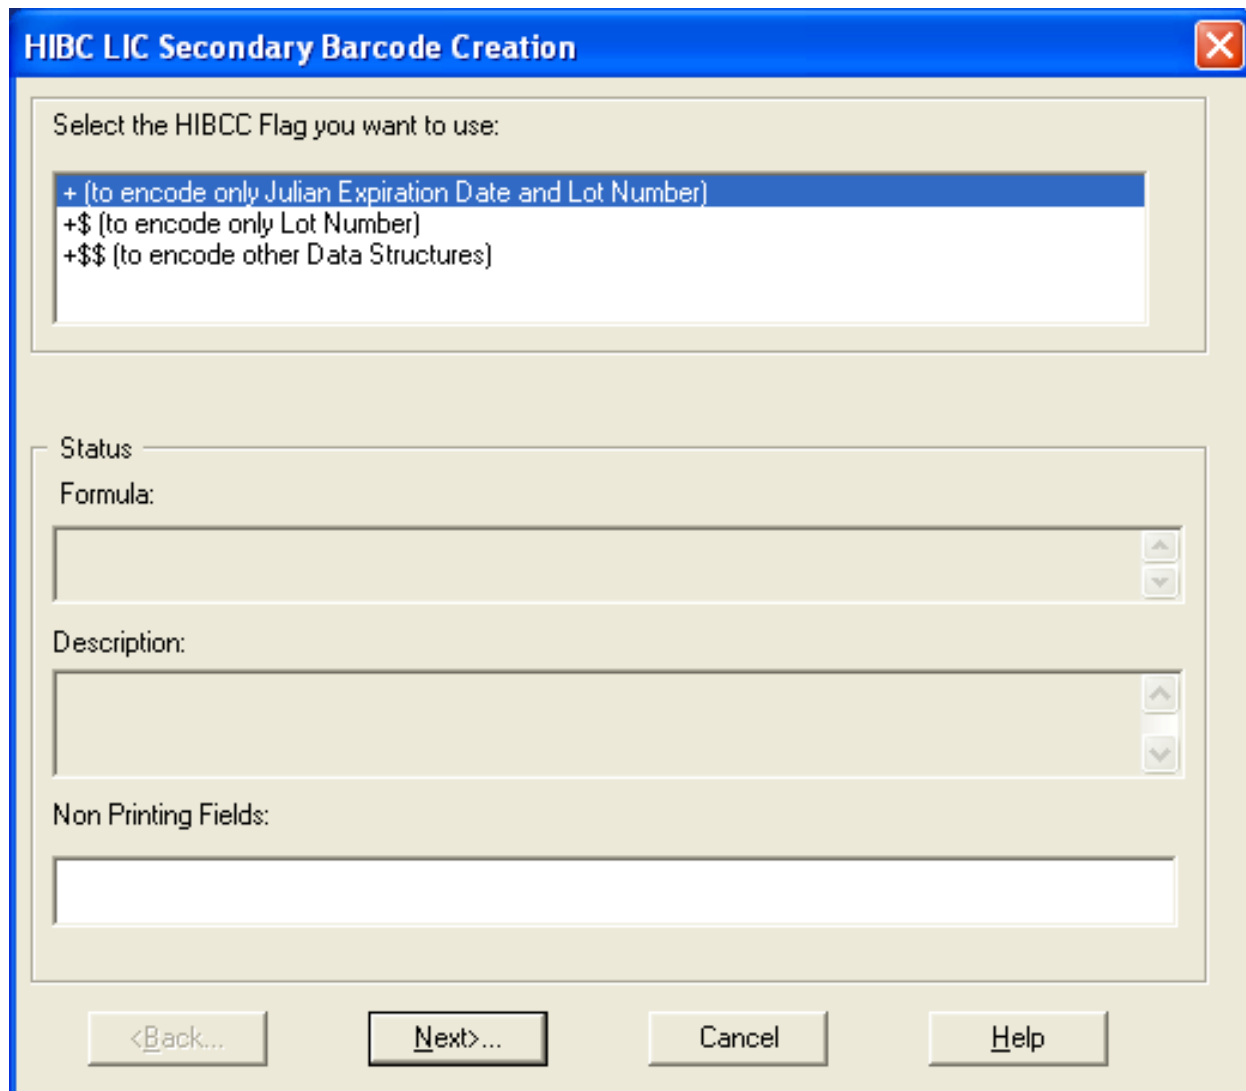 HIBC LIC Secondary Barcode Creation
Select the HIBCC Flag you want to use:
+ (to encode only Julian Expiration Date and Lot Number)
+$ (to encode only Lot Number)
+$$ (to encode other Data Structures)
Status
Formula:
Description:
Non Printing Fields:
<Back...
Next>...
Cancel
Help